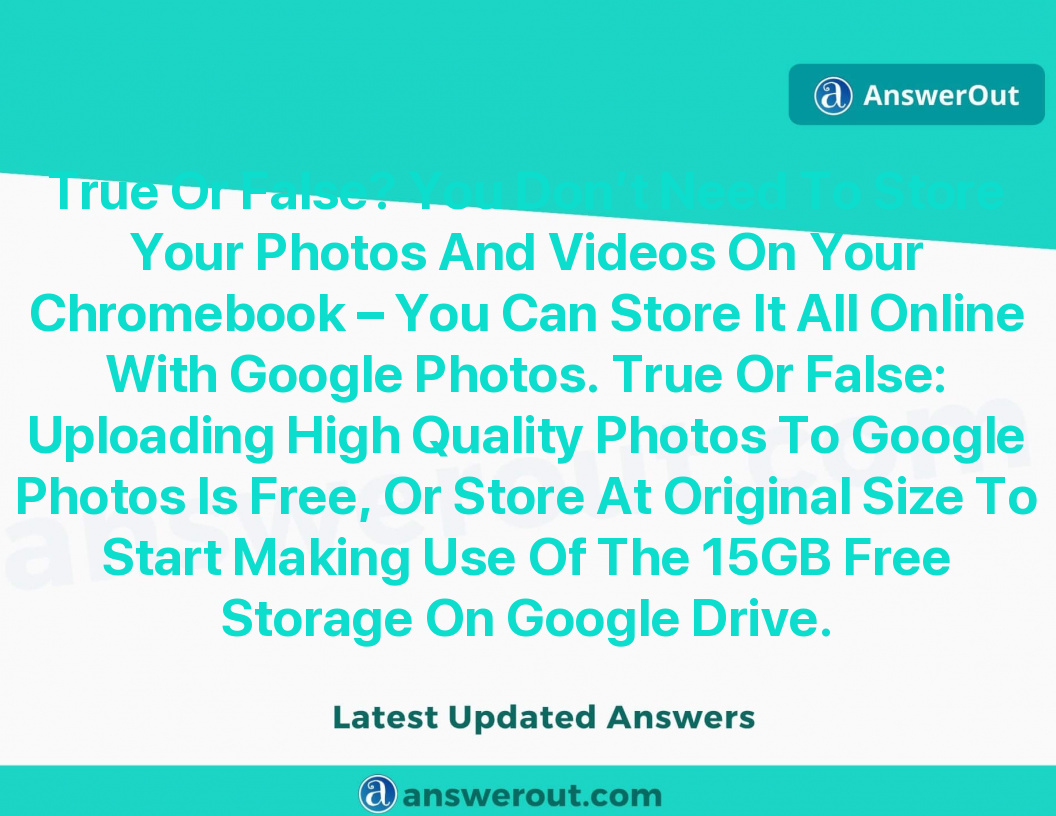 AnswerOut
True Or False? You Don't Need To Store
Your Photos And Videos On Your
Chromebook – You Can Store It All Online
With Google Photos. True Or False:
Uploading High Quality Photos To Google
Photos Is Free, Or Store At Original Size To
Start Making Use Of The 15GB Free
Storage On Google Drive.
answerout.com
Latest Updated Answers
answerout.com